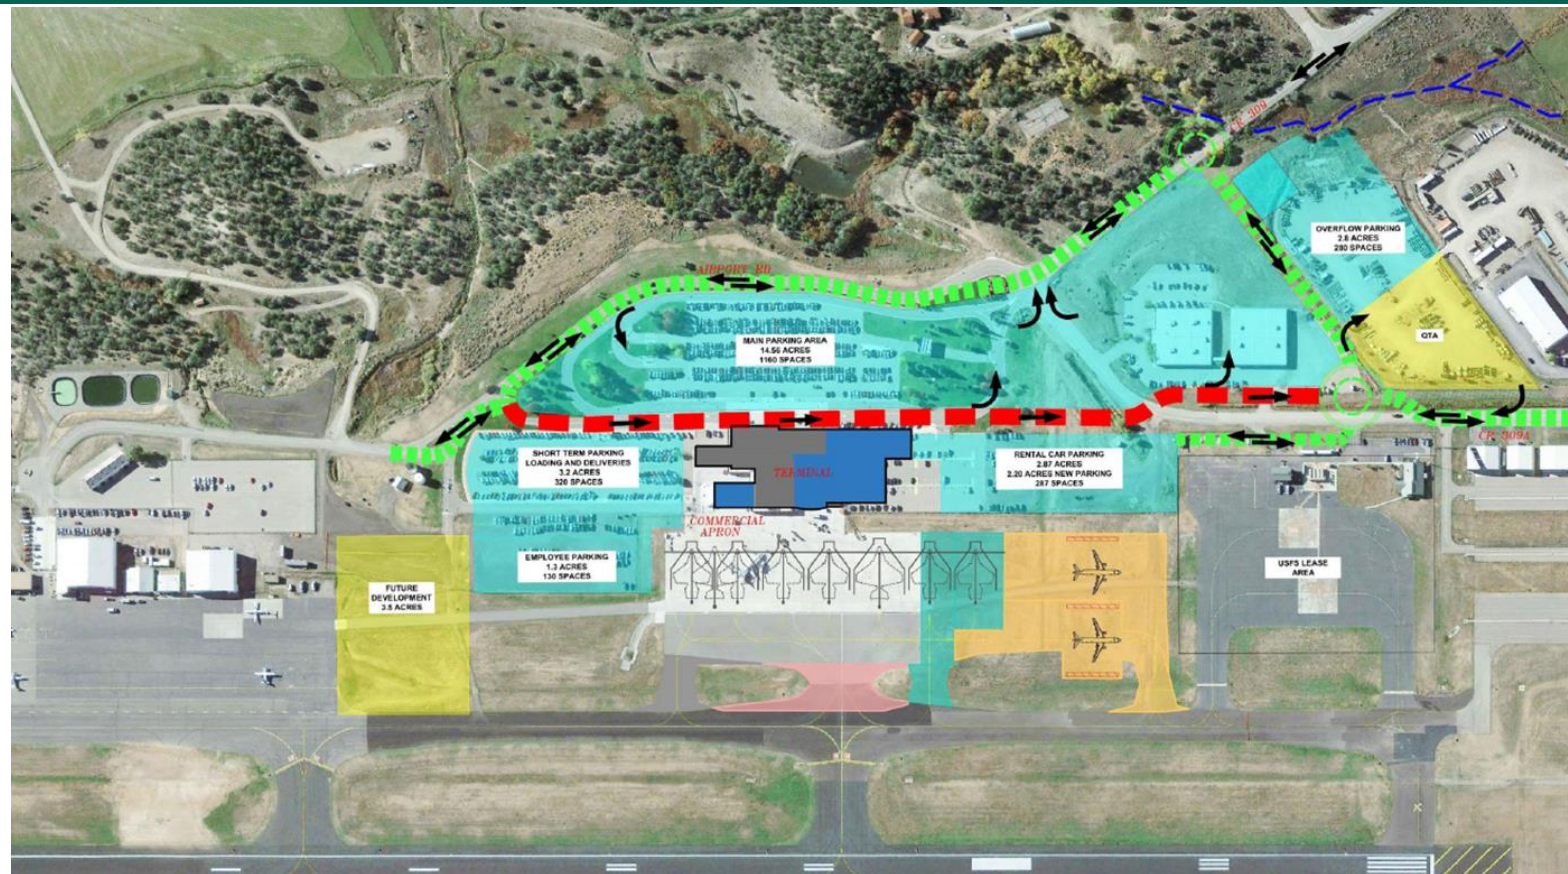 CR 309
OVERFLOW PARKING
2.8 ACRES
280 SPACES
AIRPORT RD
MAIN PARKING AREA
14.56 ACRES
1160 SPACES
QTA
CR 309A
SHORT TERM PARKING
LOADING AND DELIVERIES
3.2 ACRES
320 SPACES
TERMINAL
RENTAL CAR PARKING
2.87 ACRES
2.20 ACRES NEW PARKING
287 SPACES
COMMERCIAL
APRON
EMPLOYEE PARKING
1.3 ACRES
130 SPACES
USFS LEASE
AREA
FUTURE
DEVELOPMENT
3.5 ACRES